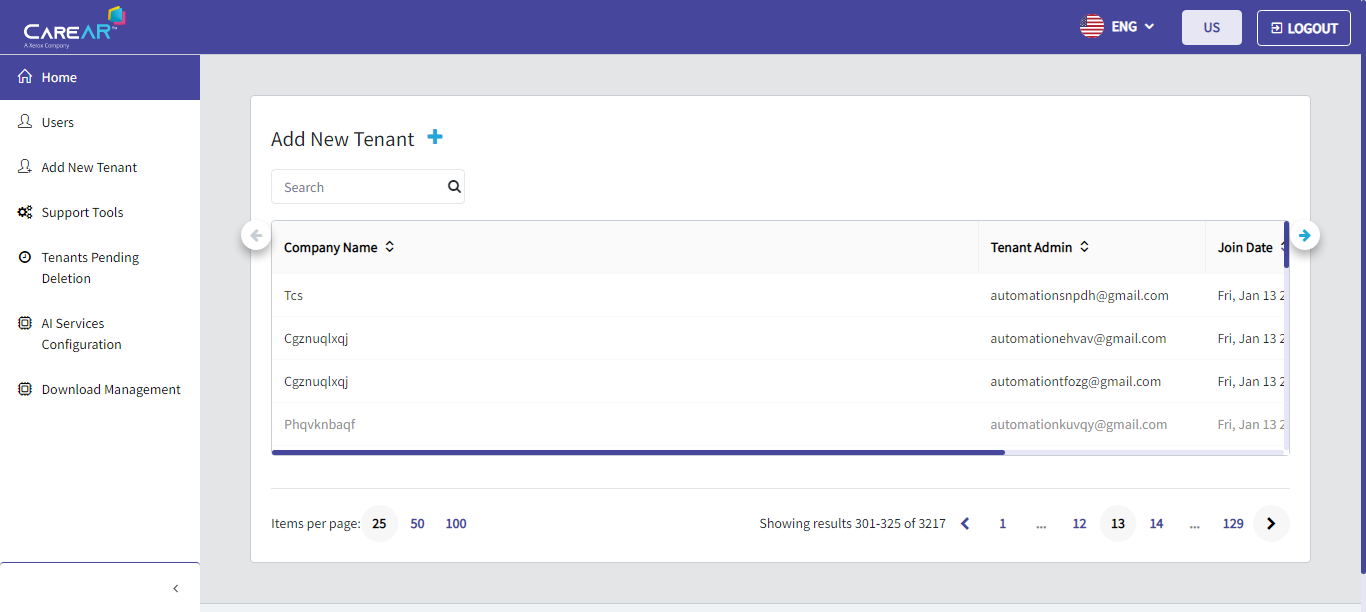 CAREAR™
A Xerox Company
ENG
US
LOGOUT
Home
Users
Add New Tenant
Support Tools
Tenants Pending
Deletion
AI Services
Configuration
Download Management
Add New Tenant
Search
Company Name Tenant Admin Join Date
Tcs automationsnpdh@gmail.com Fri, Jan 13 2
Cgznuqlxqj automationehvav@gmail.com Fri, Jan 13 2
Cgznuqlxqj automationtfozg@gmail.com Fri, Jan 13 2
Phqvknbaqf automationkuvqy@gmail.com Fri, Jan 13 2
Items per page: 25 50 100 Showing results 301-325 of 3217 1 ... 12 13 14 ... 129